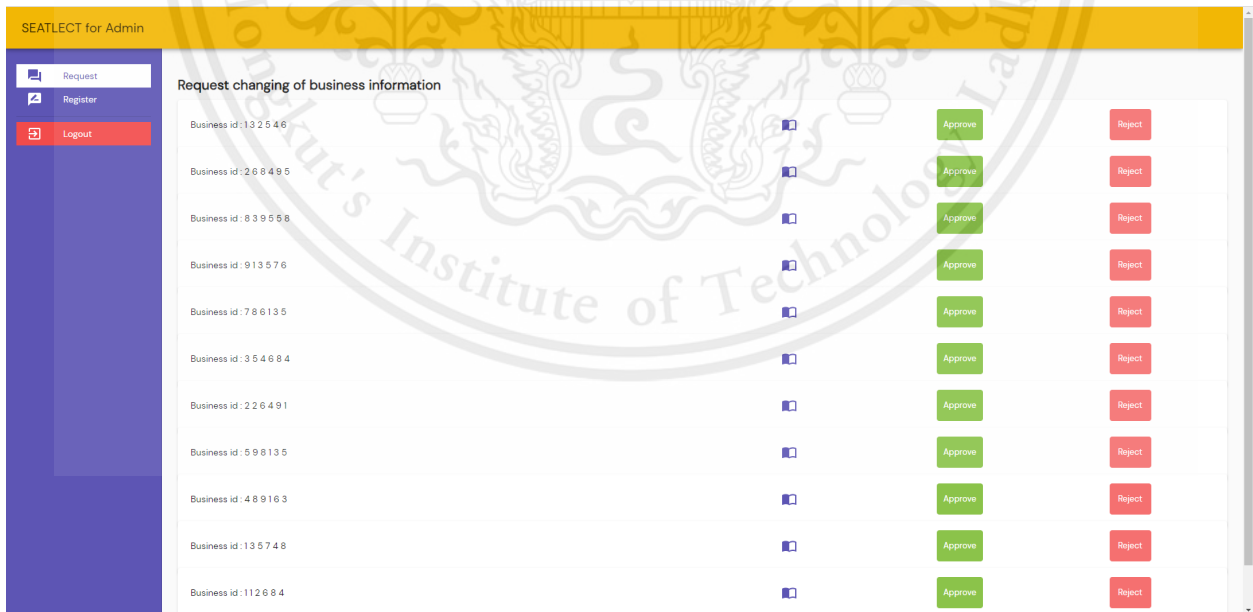 SEATLECT for Admin
Request
Register
Logout
Request changing of business information
Business id : 1 3 2 5 4 6 Approve Reject
Business id : 2 6 8 4 9 5 Approve Reject
Business id : 8 3 9 5 5 8 Approve Reject
Business id : 9 1 3 5 7 6 Approve Reject
Business id : 7 8 6 1 3 5 Approve Reject
Business id : 3 5 4 6 8 4 Approve Reject
Business id : 2 2 6 4 9 1 Approve Reject
Business id : 5 9 8 1 3 5 Approve Reject
Business id : 4 8 9 1 6 3 Approve Reject
Business id : 1 3 5 7 4 8 Approve Reject
Business id : 1 1 2 6 8 4 Approve Reject
ongkut's Institute of Technology Lad